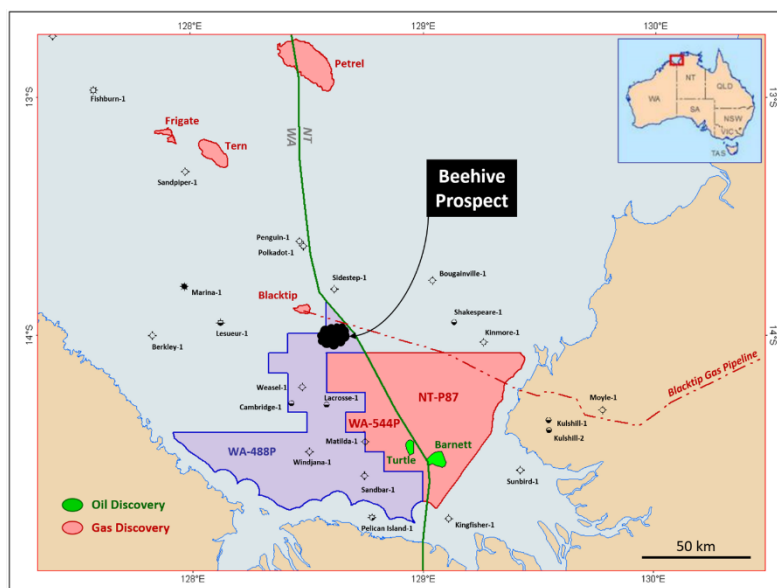 128°E
129°E
130°E
Petrel
13°S
13°S
Fishburn-1
Frigate
Tern
Sandpiper-1
NT
WA
Beehive
Prospect
Penguin-1
Polkadot-1
Sidestep-1
Bougainville-1
Marina-1
Blacktip
Lesueur-1
Shakespeare-1
Berkley-1
Kinmore-1
14°S
14°S
Blacktip Gas Pipeline
Weasel-1
Cambridge-1
Lacrosse-1
NT-P87
WA-544P
Moyle-1
Kulshill-1
Kulshill-2
WA-488P
Matilda-1
Windjana-1
Turtle
Barnett
Sandbar-1
Sunbird-1
Pelican Island-1
Kingfisher-1
Oil Discovery
Gas Discovery
50 km
128°E
129°E
130°E
WA
NT
QLD
SA
NSW
VIC
TAS